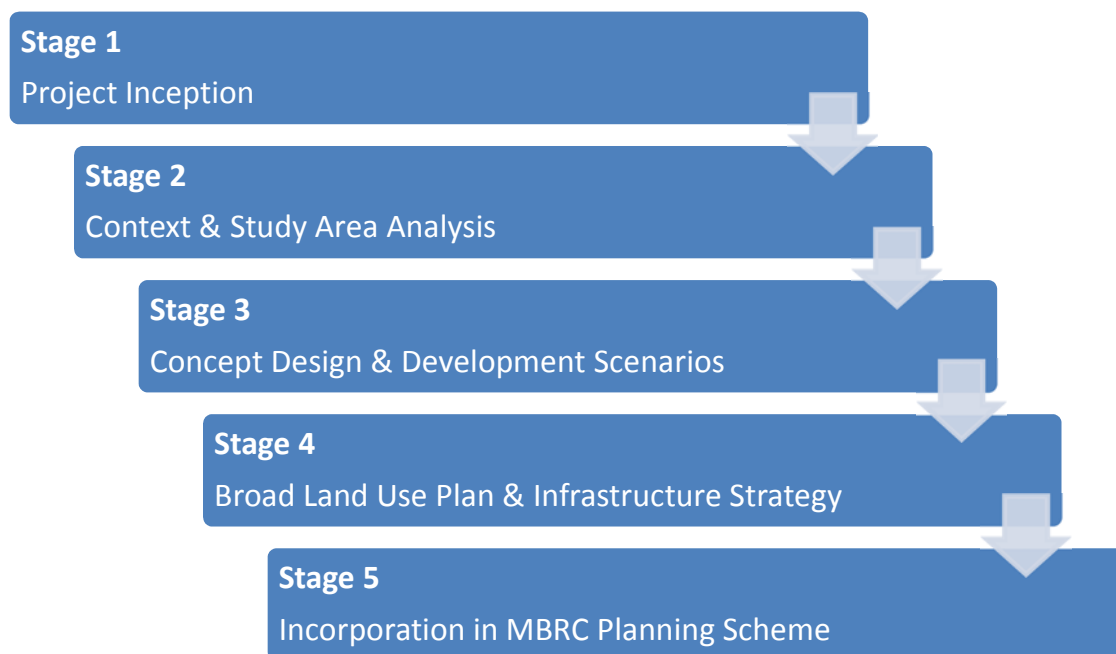 Stage 1
Project Inception
Stage 2
Context & Study Area Analysis
Stage 3
Concept Design & Development Scenarios
Stage 4
Broad Land Use Plan & Infrastructure Strategy
Stage 5
Incorporation in MBRC Planning Scheme